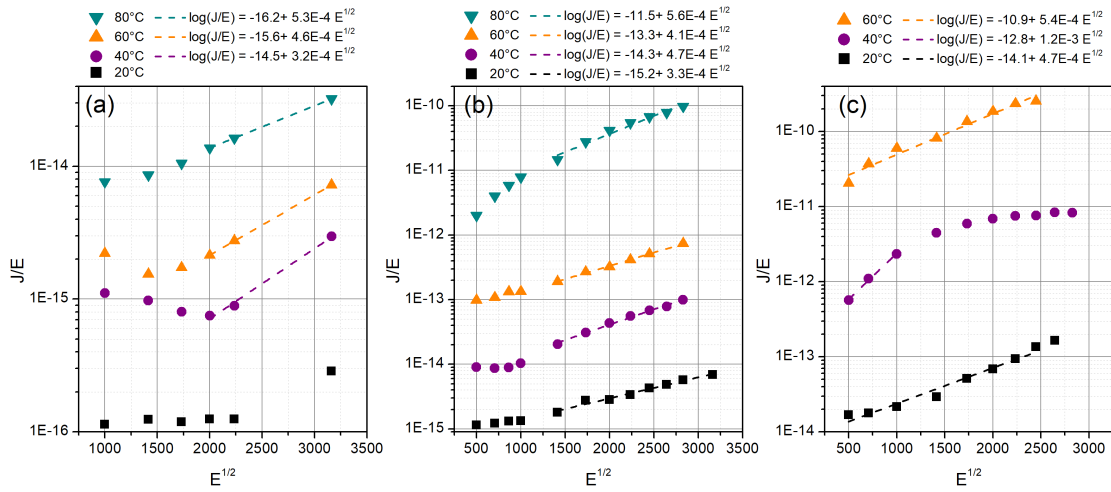 80°C log(J/E) = -16.2+ 5.3E-4 E^1/2
60°C log(J/E) = -15.6+ 4.6E-4 E^1/2
40°C log(J/E) = -14.5+ 3.2E-4 E^1/2
20°C
(a)
1E-14
1E-15
1E-16
J/E
1000 1500 2000 2500 3000 3500
E^1/2
80°C log(J/E) = -11.5+ 5.6E-4 E^1/2
60°C log(J/E) = -13.3+ 4.1E-4 E^1/2
40°C log(J/E) = -14.3+ 4.7E-4 E^1/2
20°C log(J/E) = -15.2+ 3.3E-4 E^1/2
(b)
1E-10
1E-11
1E-12
1E-13
1E-14
1E-15
J/E
500 1000 1500 2000 2500 3000 3500
E^1/2
60°C log(J/E) = -10.9+ 5.4E-4 E^1/2
40°C log(J/E) = -12.8+ 1.2E-3 E^1/2
20°C log(J/E) = -14.1+ 4.7E-4 E^1/2
(c)
1E-10
1E-11
1E-12
1E-13
1E-14
J/E
500 1000 1500 2000 2500 3000
E^1/2